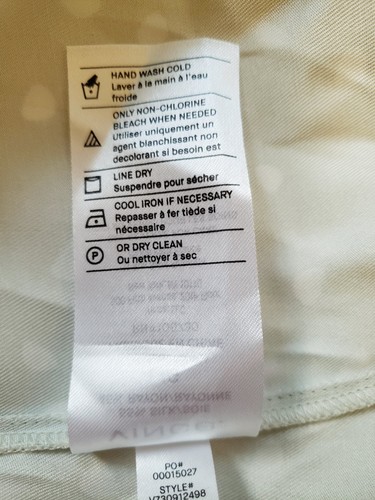 HAND WASH COLD
Laver à la main à l'eau
froide
ONLY NON-CHLORINE
BLEACH WHEN NEEDED
Utiliser uniquement un
agent blanchissant non
decolorant si besoin est
LINE DRY
Suspendre pour sécher
COOL IRON IF NECESSARY
Repasser à fer tiède si
nécessaire
P
OR DRY CLEAN
Ou nettoyer à sec
PO#
00015027
STYLE#
V730912498